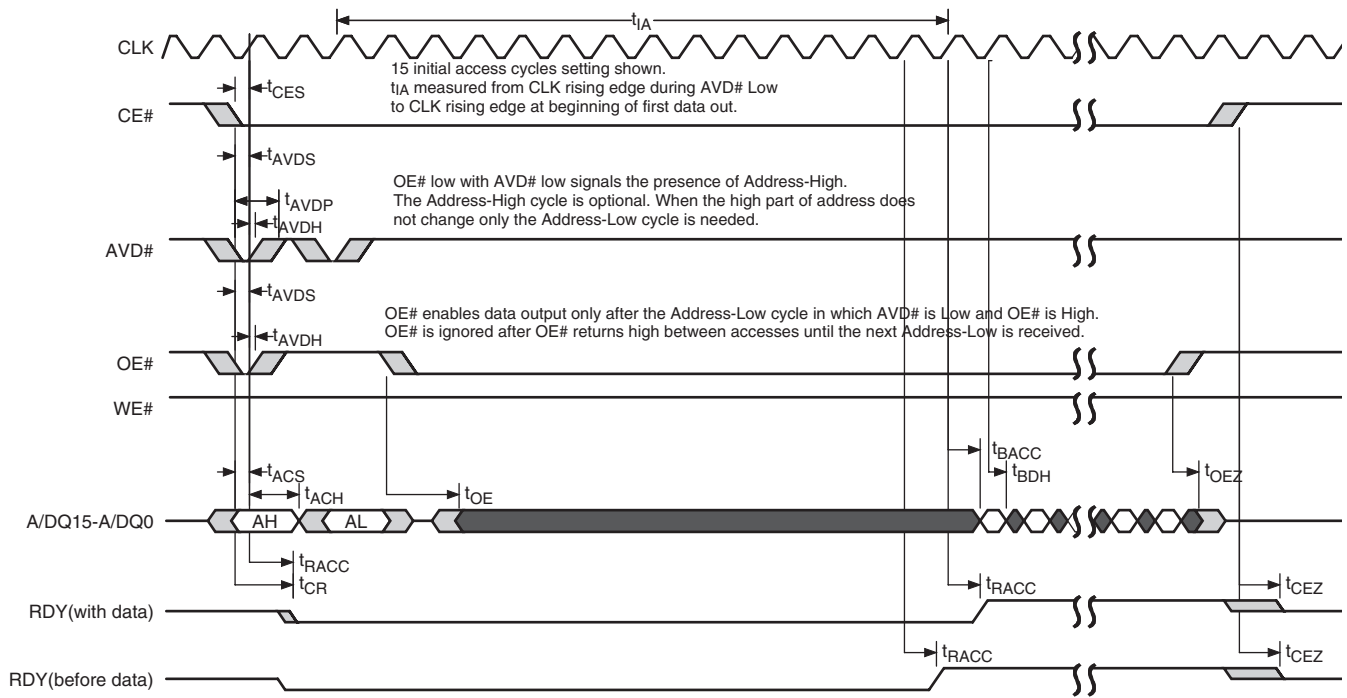 tIA
CLK
15 initial access cycles setting shown.
tIA measured from CLK rising edge during AVD# Low
to CLK rising edge at beginning of first data out.
tCES
CE#
tAVDS
OE# low with AVD# low signals the presence of Address-High.
The Address-High cycle is optional. When the high part of address does
not change only the Address-Low cycle is needed.
tAVDP
tAVDH
AVD#
tAVDS
OE# enables data output only after the Address-Low cycle in which AVD# is Low and OE# is High.
OE# is ignored after OE# returns high between accesses until the next Address-Low is received.
tAVDH
OE#
WE#
tBACC
tACS
tBDH
tOEZ
tACH
tOE
A/DQ15-A/DQ0
AH
AL
tRACC
tCR
tRACC
tCEZ
RDY(with data)
tRACC
tCEZ
RDY(before data)